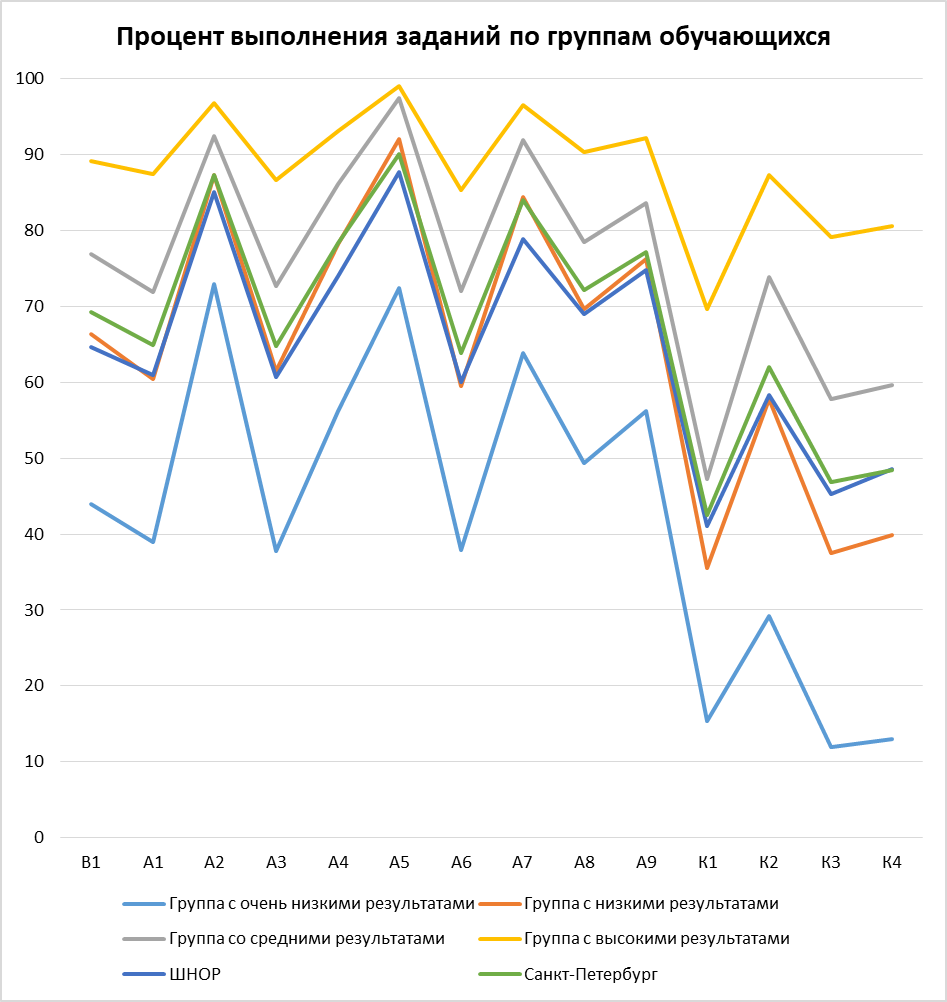 Процент выполнения заданий по группам обучающихся
100
90
80
70
60
50
40
30
20
10
0
В1 А1 А2 А3 А4 А5 А6 А7 А8 А9 К1 К2 К3 К4
Группа с очень низкими результатами Группа с низкими результатами
Группа со средними результатами Группа с высокими результатами
ШНОР Санкт-Петербург